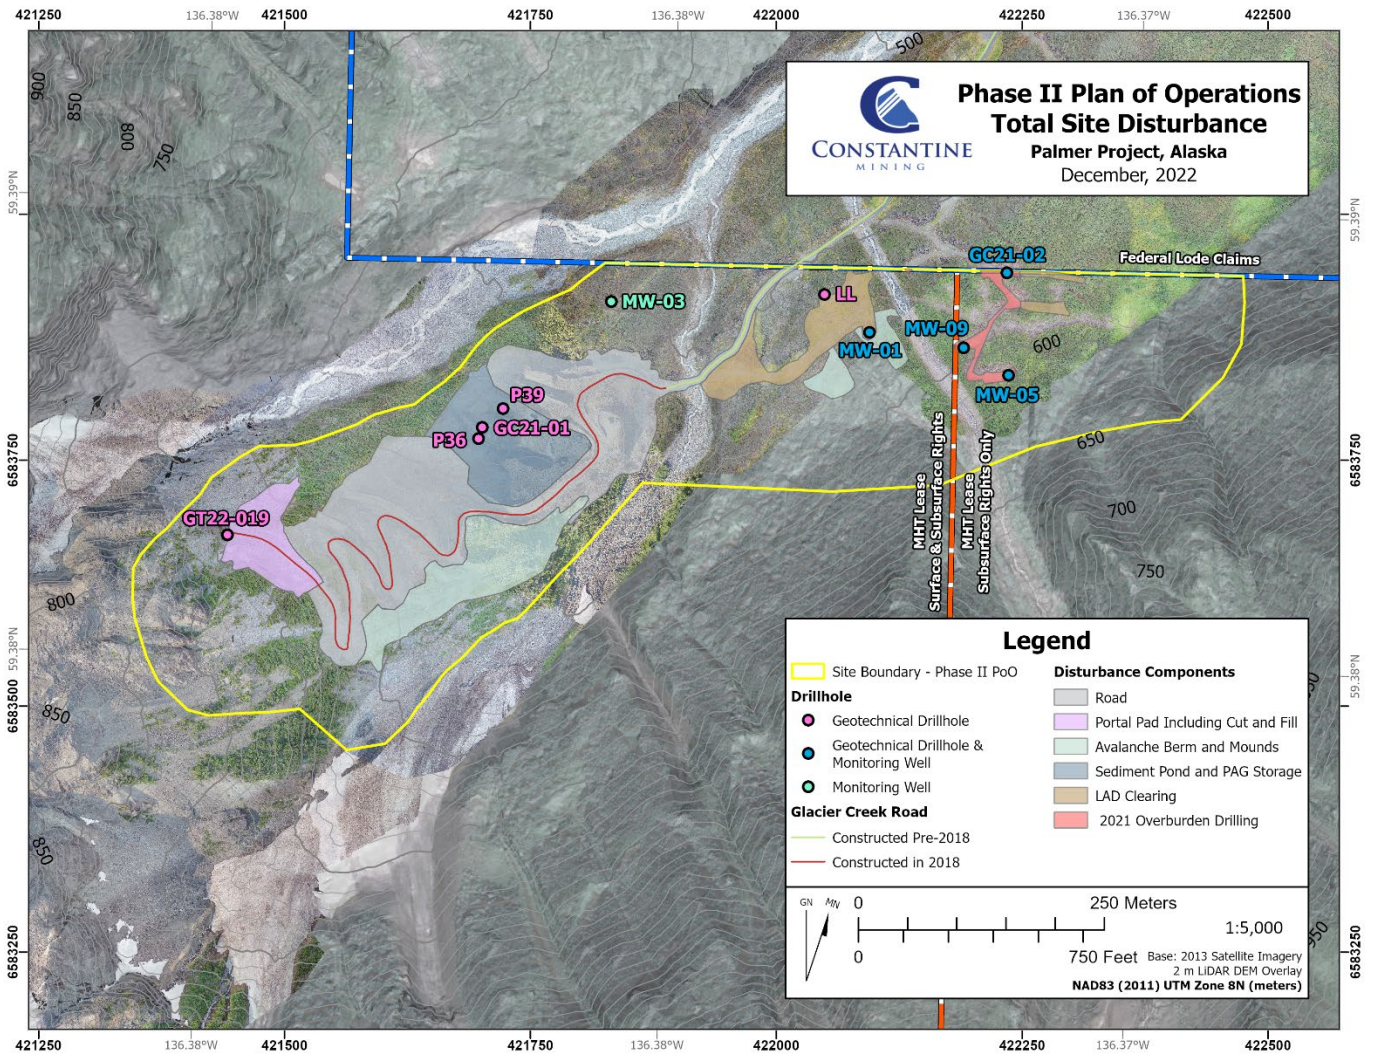 421250
136.38°W
421500
421750
136.38°W
422000
422250
136.37°W
422500
500
900
850
800
750
CONSTANTINE
MINING
Phase II Plan of Operations
Total Site Disturbance
Palmer Project, Alaska
December, 2022
59.39°N
59.39°N
GC21-02
Federal Lode Claims
MW-03
LL
MW-09
MW-01
600
MW-05
P39
GC21-01
P36
650
6583750
6583750
MHT Lease
Surface & Subsurface Rights
MHT Lease
Subsurface Rights Only
GT22-019
700
750
800
59.38°N
59.38°N
6583500
850
850
Legend
Site Boundary - Phase II PoO
Drillhole
Geotechnical Drillhole
Geotechnical Drillhole &
Monitoring Well
Monitoring Well
Glacier Creek Road
Constructed Pre-2018
Constructed in 2018
Disturbance Components
Road
Portal Pad Including Cut and Fill
Avalanche Berm and Mounds
Sediment Pond and PAG Storage
LAD Clearing
2021 Overburden Drilling
GN
MN
0
250 Meters
1:5,000
0
750 Feet
Base: 2013 Satellite Imagery
2 m LiDAR DEM Overlay
NAD83 (2011) UTM Zone 8N (meters)
950
6583250
6583250
421250
136.38°W
421500
421750
136.38°W
422000
422250
136.37°W
422500